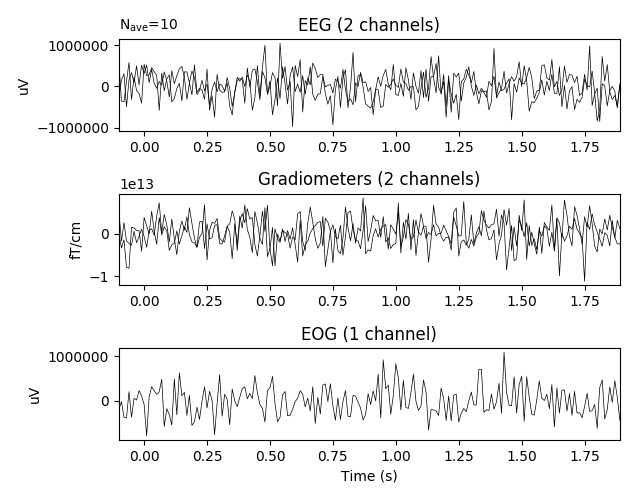 N_ave=10
EEG (2 channels)
1000000
0
−1000000
uV
0.00 0.25 0.50 0.75 1.00 1.25 1.50 1.75
1e13
Gradiometers (2 channels)
0
−1
fT/cm
0.00 0.25 0.50 0.75 1.00 1.25 1.50 1.75
EOG (1 channel)
1000000
0
uV
0.00 0.25 0.50 0.75 1.00 1.25 1.50 1.75
Time (s)